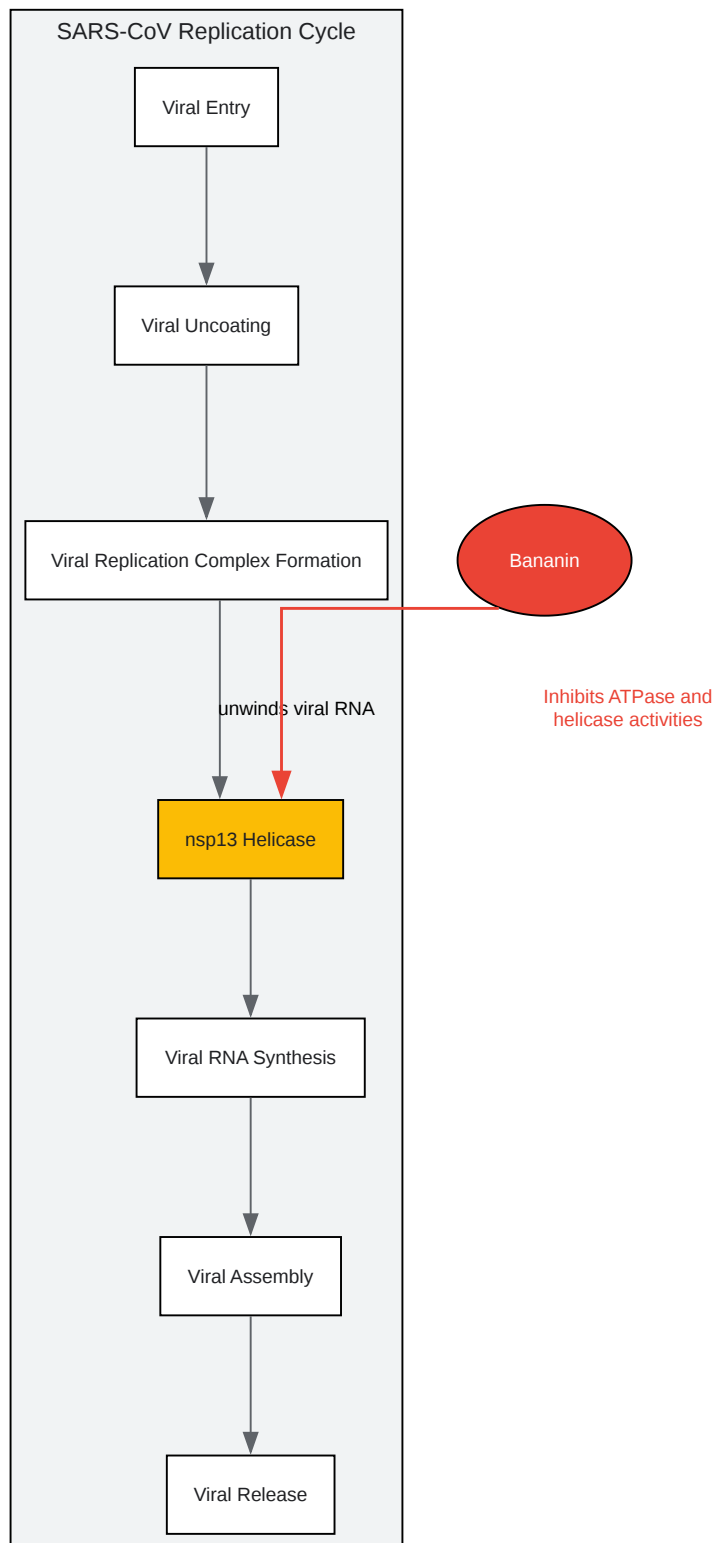 SARS-CoV Replication Cycle
Viral Entry
Viral Uncoating
Viral Replication Complex Formation
Bananin
unwinds viral RNA
Inhibits ATPase and
helicase activities
nsp13 Helicase
Viral RNA Synthesis
Viral Assembly
Viral Release